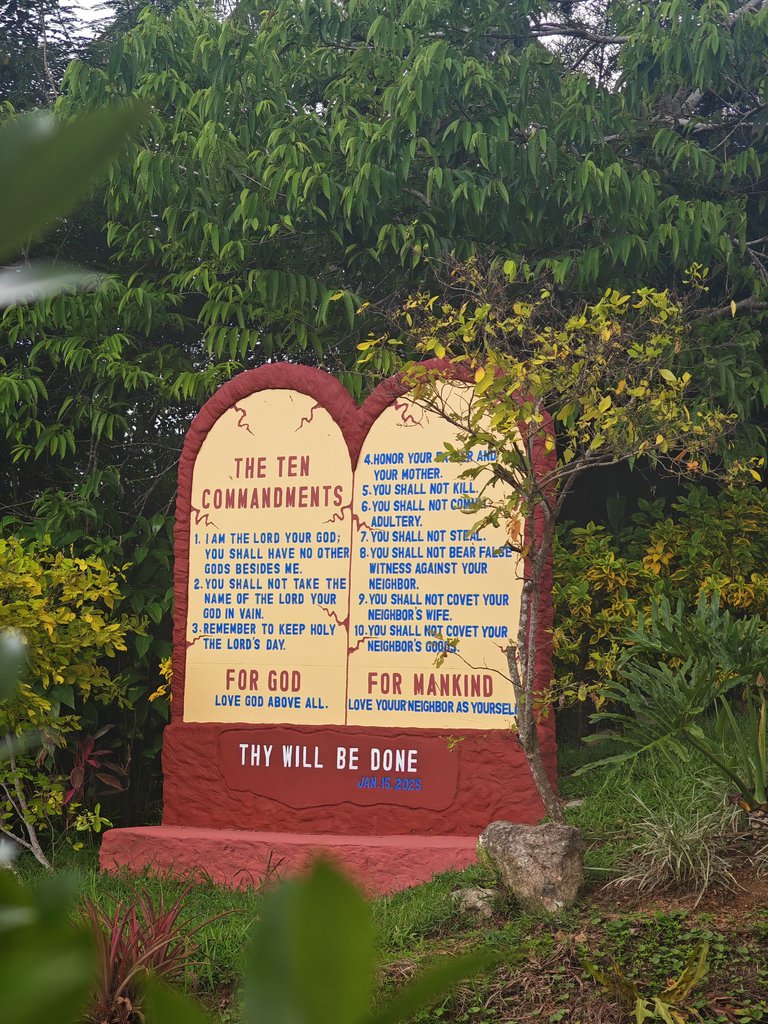 THE TEN
COMMANDMENTS
1. I AM THE LORD YOUR GOD;
YOU SHALL HAVE NO OTHER
GODS BESIDES ME.
2. YOU SHALL NOT TAKE THE
NAME OF THE LORD YOUR
GOD IN VAIN.
3. REMEMBER TO KEEP HOLY
THE LORD'S DAY.
FOR GOD
LOVE GOD ABOVE ALL.
4. HONOR YOUR FATHER AND
YOUR MOTHER.
5. YOU SHALL NOT KILL.
6. YOU SHALL NOT COMMIT
ADULTERY.
7. YOU SHALL NOT STEAL.
8. YOU SHALL NOT BEAR FALSE
WITNESS AGAINST YOUR
NEIGHBOR.
9. YOU SHALL NOT COVET YOUR
NEIGHBOR'S WIFE.
10. YOU SHALL NOT COVET YOUR
NEIGHBOR'S GOODS.
FOR MANKIND
LOVE YOUUR NEIGHBOR AS YOURSELF
THY WILL BE DONE
JAN.15.2025